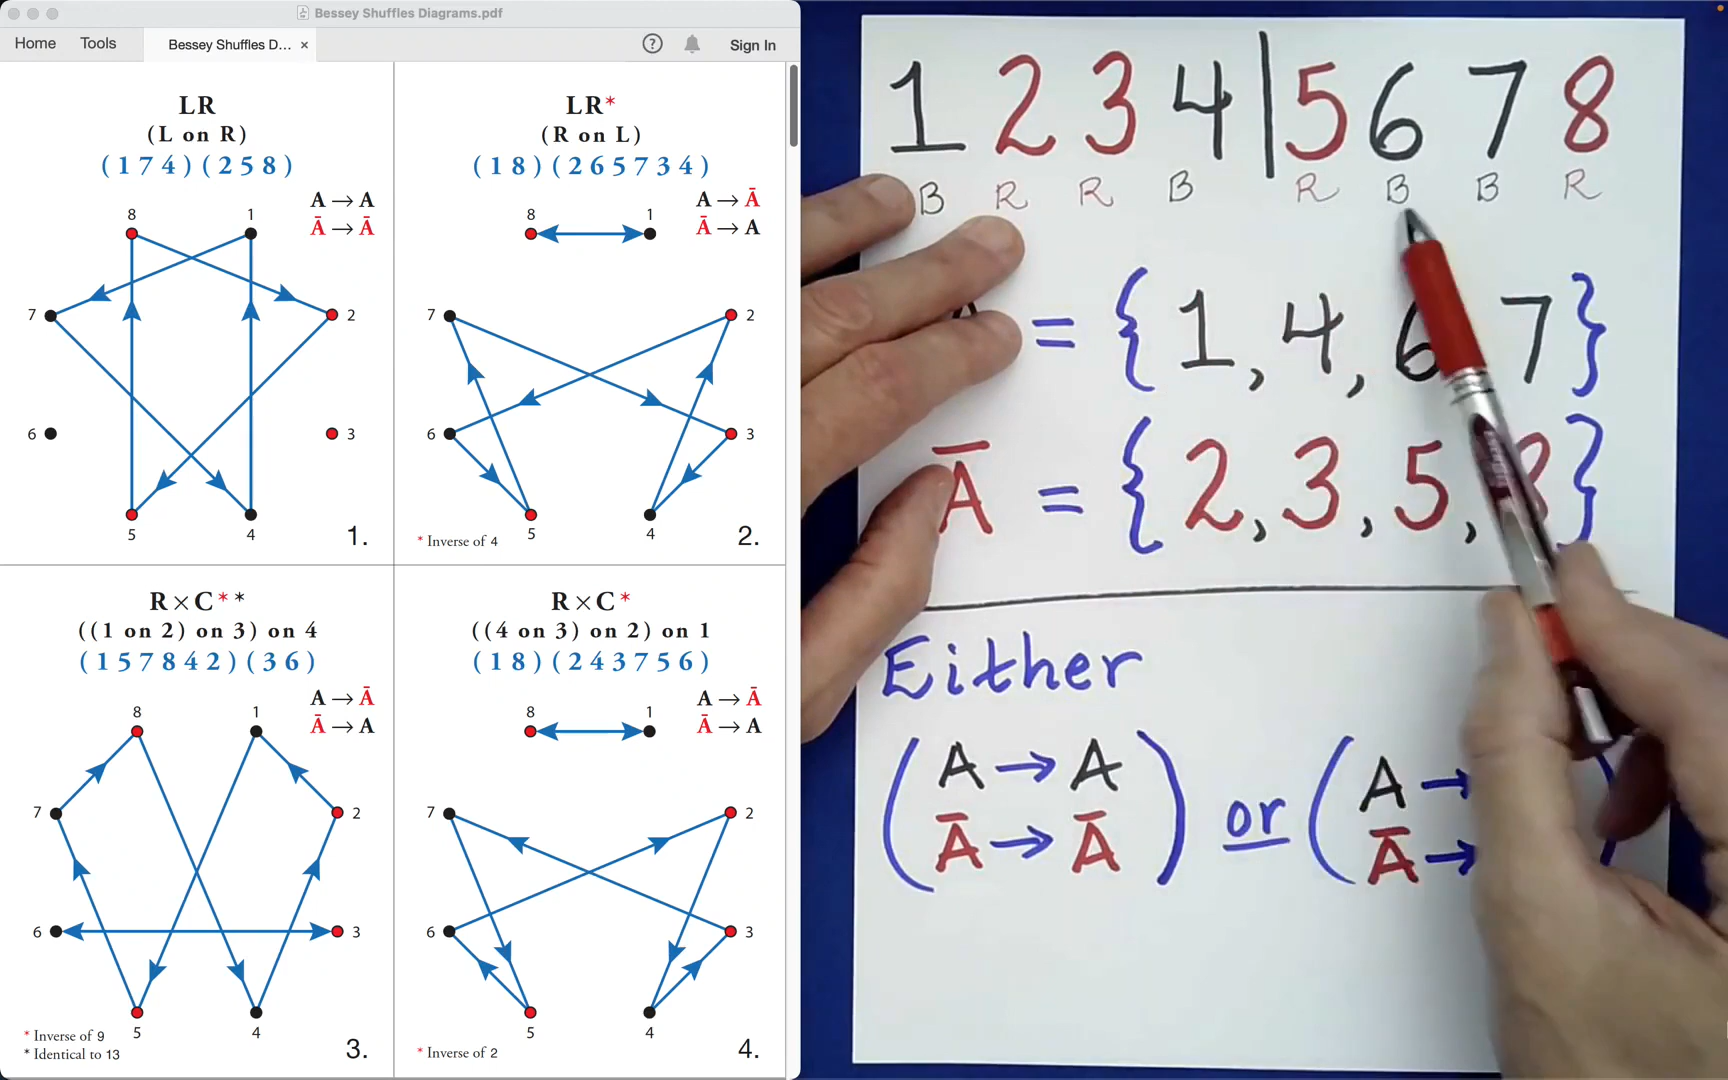 Bessey Shuffles Diagrams.pdf
Home Tools Bessey Shuffles D... × ? Sign In
LR
(L on R)
(1 7 4)(2 5 8)
A → A
Ā → Ā
8 1
7 2
6 3
5 4
1.
LR*
(R on L)
(1 8)(2 6 5 7 3 4)
A → Ā
Ā → A
8 1
7 2
6 3
5 4
* Inverse of 4
2.
R×C**
((1 on 2) on 3) on 4
(1 5 7 8 4 2)(3 6)
A → Ā
Ā → A
8 1
7 2
6 3
5 4
* Inverse of 9
* Identical to 13
3.
R×C*
((4 on 3) on 2) on 1
(1 8)(2 4 3 7 5 6)
A → Ā
Ā → A
8 1
7 2
6 3
5 4
* Inverse of 2
4.
1 2 3 4 | 5 6 7 8
B R R B R B B R
= {1, 4, 6, 7}
Ā = {2, 3, 5, 8}
Either
(A → A
Ā → Ā) or (A →
Ā →